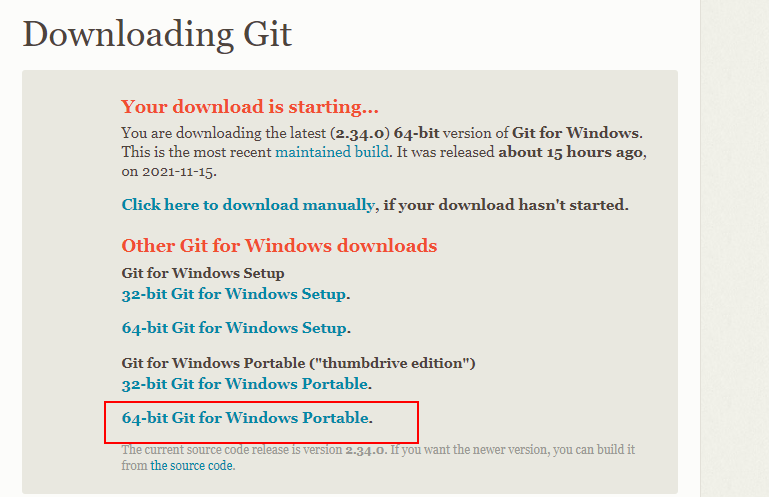 Downloading Git
Your download is starting...
You are downloading the latest (2.34.0) 64-bit version of Git for Windows.
This is the most recent maintained build. It was released about 15 hours ago,
on 2021-11-15.
Click here to download manually, if your download hasn't started.
Other Git for Windows downloads
Git for Windows Setup
32-bit Git for Windows Setup.
64-bit Git for Windows Setup.
Git for Windows Portable ("thumbdrive edition")
32-bit Git for Windows Portable.
64-bit Git for Windows Portable.
The current source code release is version 2.34.0. If you want the newer version, you can build it
from the source code.